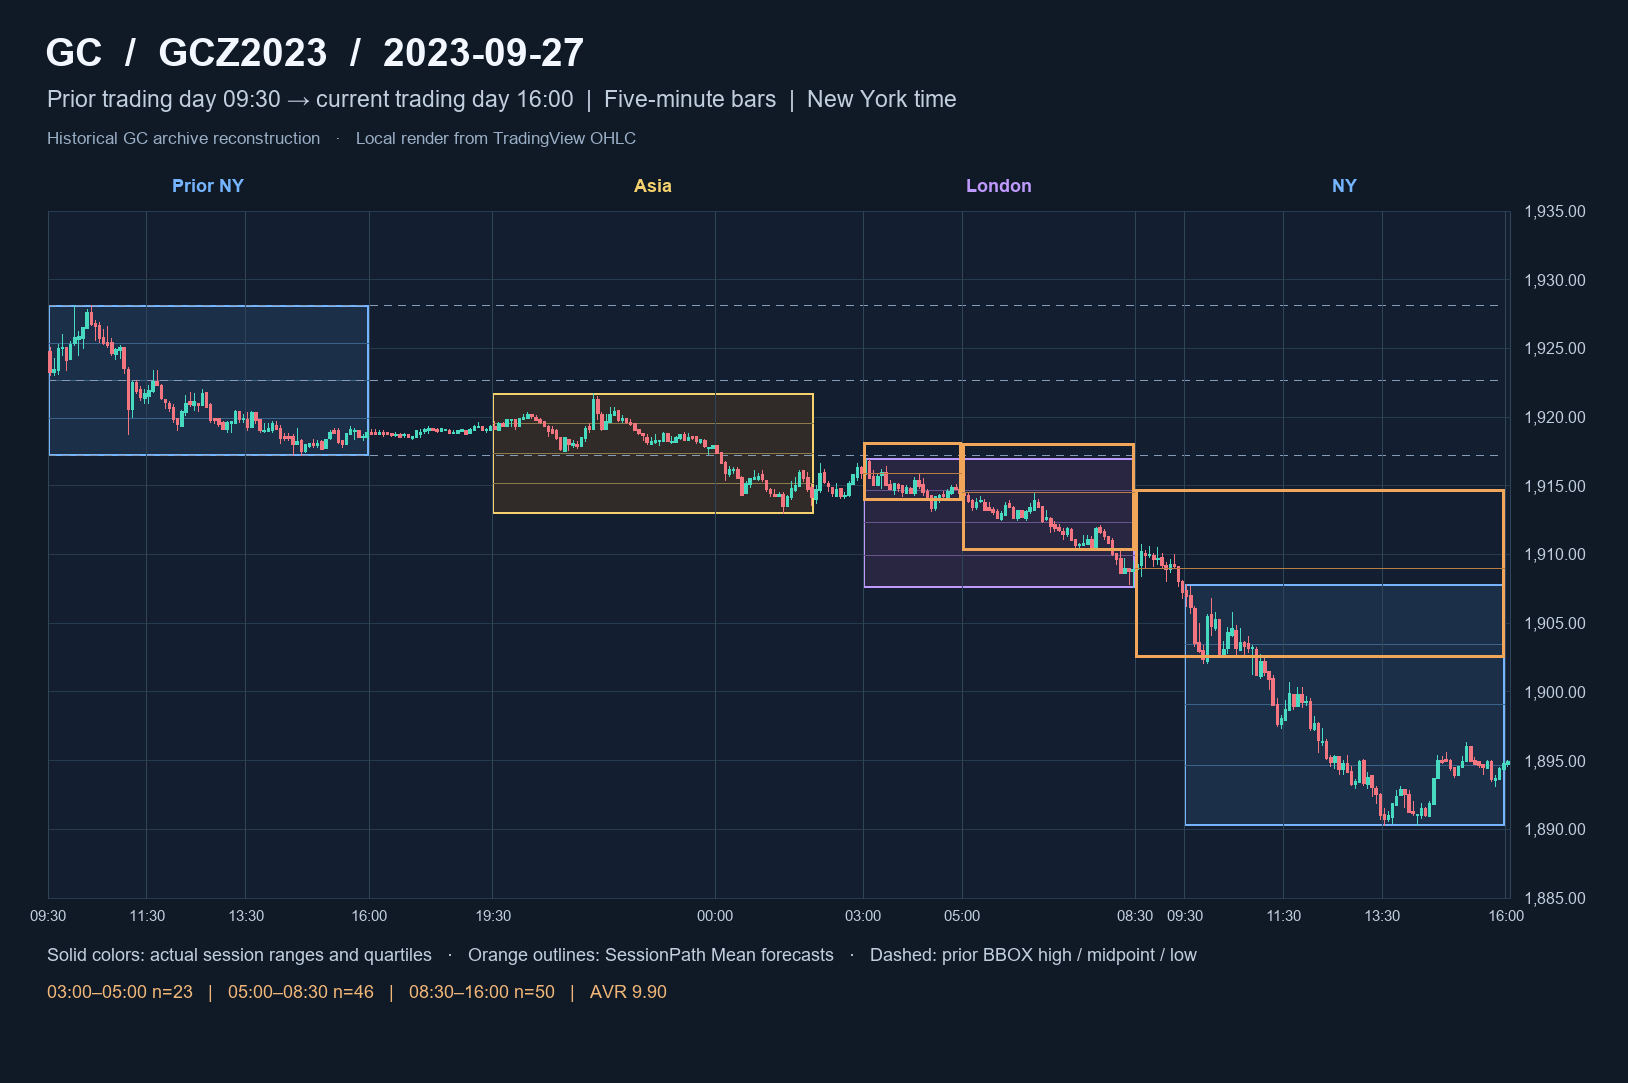 GC / GCZ2023 / 2023-09-27
Prior trading day 09:30 → current trading day 16:00 | Five-minute bars | New York time
Historical GC archive reconstruction · Local render from TradingView OHLC
Prior NY Asia London NY
1,935.00
1,930.00
1,925.00
1,920.00
1,915.00
1,910.00
1,905.00
1,900.00
1,895.00
1,890.00
1,885.00
09:30 11:30 13:30 16:00 19:30 00:00 03:00 05:00 08:30 09:30 11:30 13:30 16:00
Solid colors: actual session ranges and quartiles · Orange outlines: SessionPath Mean forecasts · Dashed: prior BBOX high / midpoint / low
03:00–05:00 n=23 | 05:00–08:30 n=46 | 08:30–16:00 n=50 | AVR 9.90